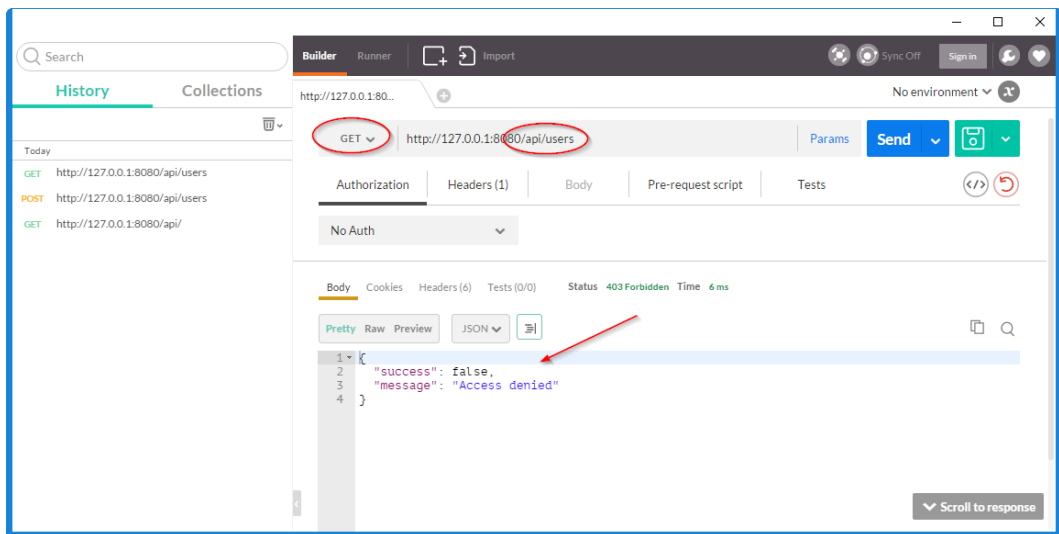 Search
History Collections
Today
GET http://127.0.0.1:8080/api/users
POST http://127.0.0.1:8080/api/users
GET http://127.0.0.1:8080/api/
Builder Runner Import Sync Off Sign in
http://127.0.0.1:80... No environment
GET http://127.0.0.1:8080/api/users Params Send
Authorization Headers (1) Body Pre-request script Tests
No Auth
Body Cookies Headers (6) Tests (0/0) Status 403 Forbidden Time 6 ms
Pretty Raw Preview JSON
1 {
2 "success": false,
3 "message": "Access denied"
4 }
Scroll to response